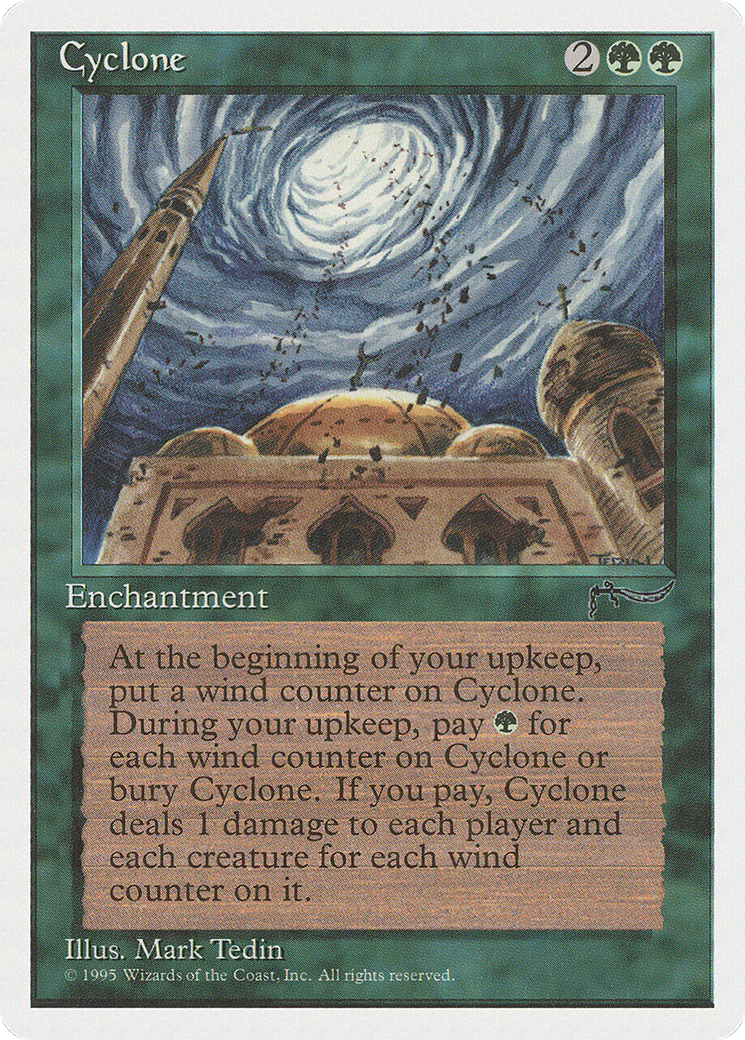 Cyclone 2
TEDIN
Enchantment
At the beginning of your upkeep,
put a wind counter on Cyclone.
During your upkeep, pay for
each wind counter on Cyclone or
bury Cyclone. If you pay, Cyclone
deals 1 damage to each player and
each creature for each wind
counter on it.
Illus. Mark Tedin
© 1995 Wizards of the Coast, Inc. All rights reserved.